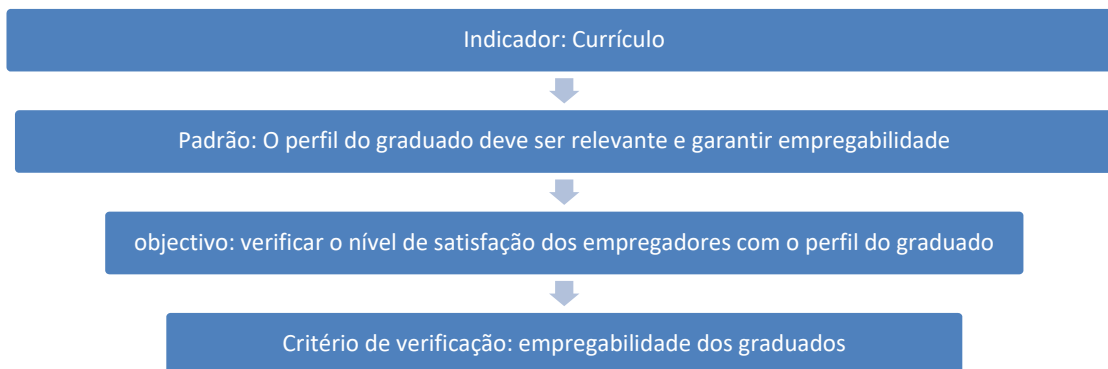 Indicador: Currículo
Padrão: O perfil do graduado deve ser relevante e garantir empregabilidade
objectivo: verificar o nível de satisfação dos empregadores com o perfil do graduado
Critério de verificação: empregabilidade dos graduados